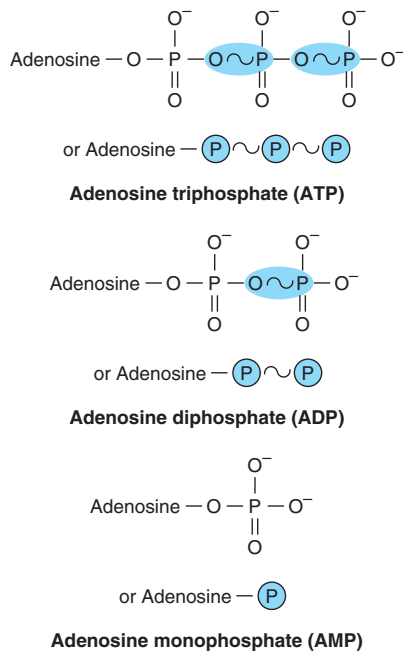 O⁻ O⁻ O⁻
Adenosine — O — P — O ~ P — O ~ P — O⁻
O O O
or Adenosine — P ~ P ~ P
Adenosine triphosphate (ATP)
O⁻ O⁻
Adenosine — O — P — O ~ P — O⁻
O O
or Adenosine — P ~ P
Adenosine diphosphate (ADP)
O⁻
Adenosine — O — P — O⁻
O
or Adenosine — P
Adenosine monophosphate (AMP)